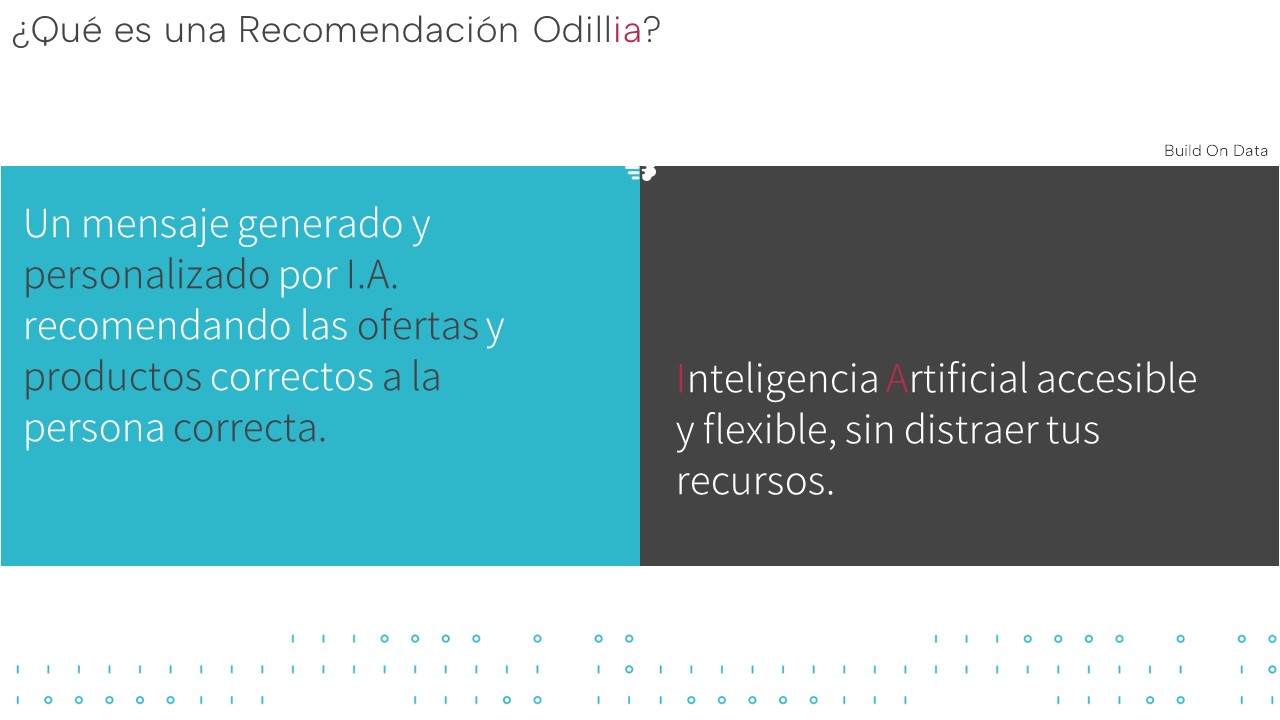 ¿Qué es una Recomendación Odillia?
Build On Data
Un mensaje generado y
personalizado por I.A.
recomendando las ofertas y
productos correctos a la
persona correcta.
Inteligencia Artificial accesible
y flexible, sin distraer tus
recursos.